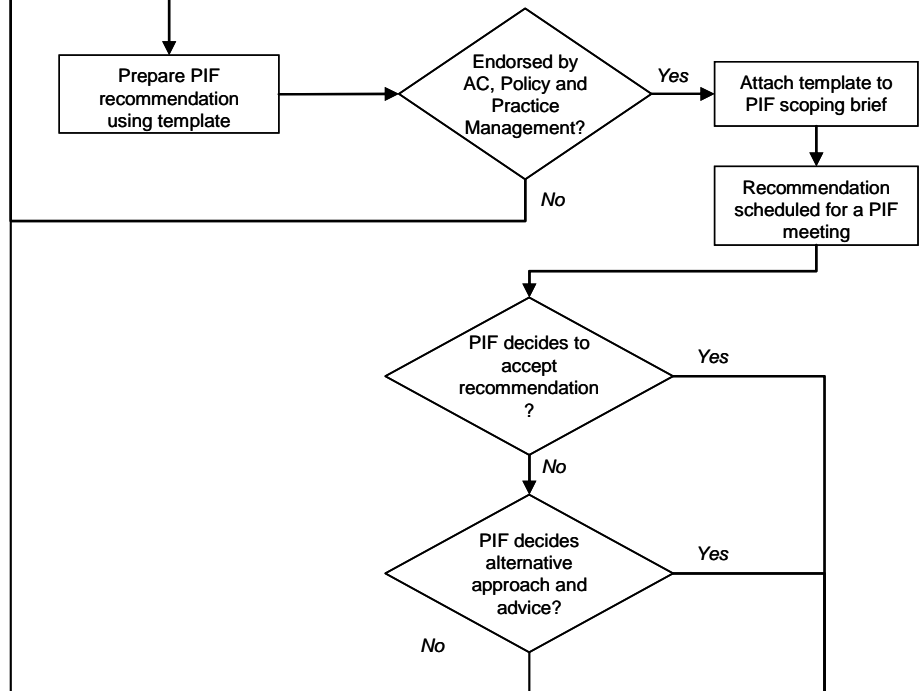 Prepare PIF
recommendation
using template
Endorsed by
AC, Policy and
Practice
Management?
Yes
Attach template to
PIF scoping brief
No
Recommendation
scheduled for a PIF
meeting
PIF decides to
accept
recommendation
?
Yes
No
PIF decides
alternative
approach and
advice?
Yes
No